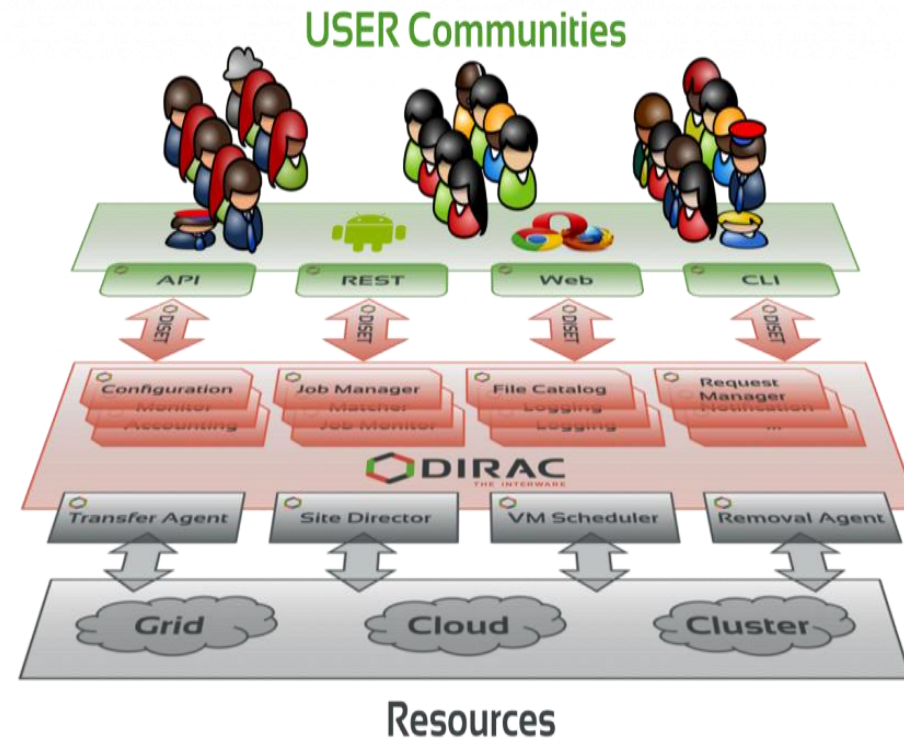 USER Communities
API REST Web CLI
DISET DISET DISET DISET
Configuration Job Manager File Catalog Request Manager
Monitor Matcher Logging Notification
Accounting Job Monitor Logging ...
DIRAC
THE INTERWARE
Transfer Agent Site Director VM Scheduler Removal Agent
Grid Cloud Cluster
Resources